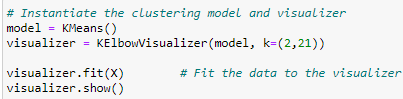 # Instantiate the clustering model and visualizer
model = KMeans()
visualizer = KElbowVisualizer(model, k=(2,21))
visualizer.fit(X)        # Fit the data to the visualizer
visualizer.show()